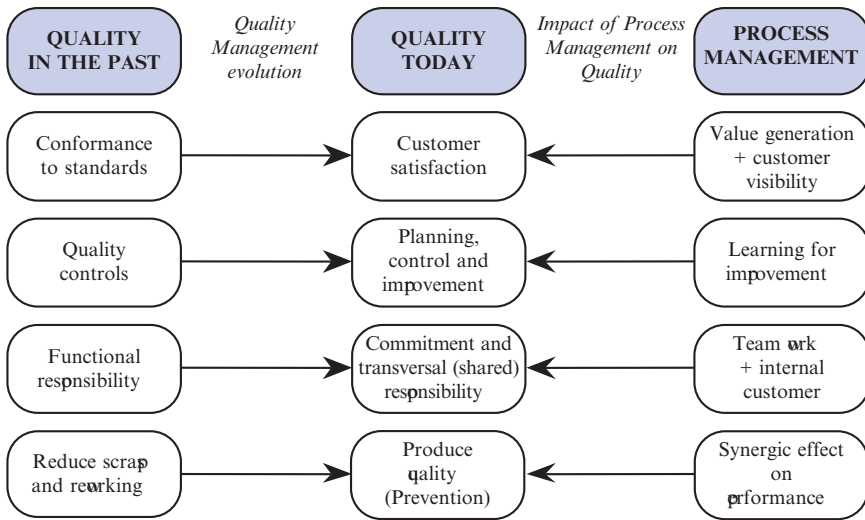 QUALITY
IN THE PAST
Quality
Management
evolution
QUALITY
TODAY
Impact of Process
Management on
Quality
PROCESS
MANAGEMENT
Conformance
to standards
Customer
satisfaction
Value generation
+ customer
visibility
Quality
controls
Planning,
control and
improvement
Learning for
improvement
Functional
responsibility
Commitment and
transversal (shared)
responsibility
Team work
+ internal
customer
Reduce scraps
and reworking
Produce
quality
(Prevention)
Synergic effect
on
performance